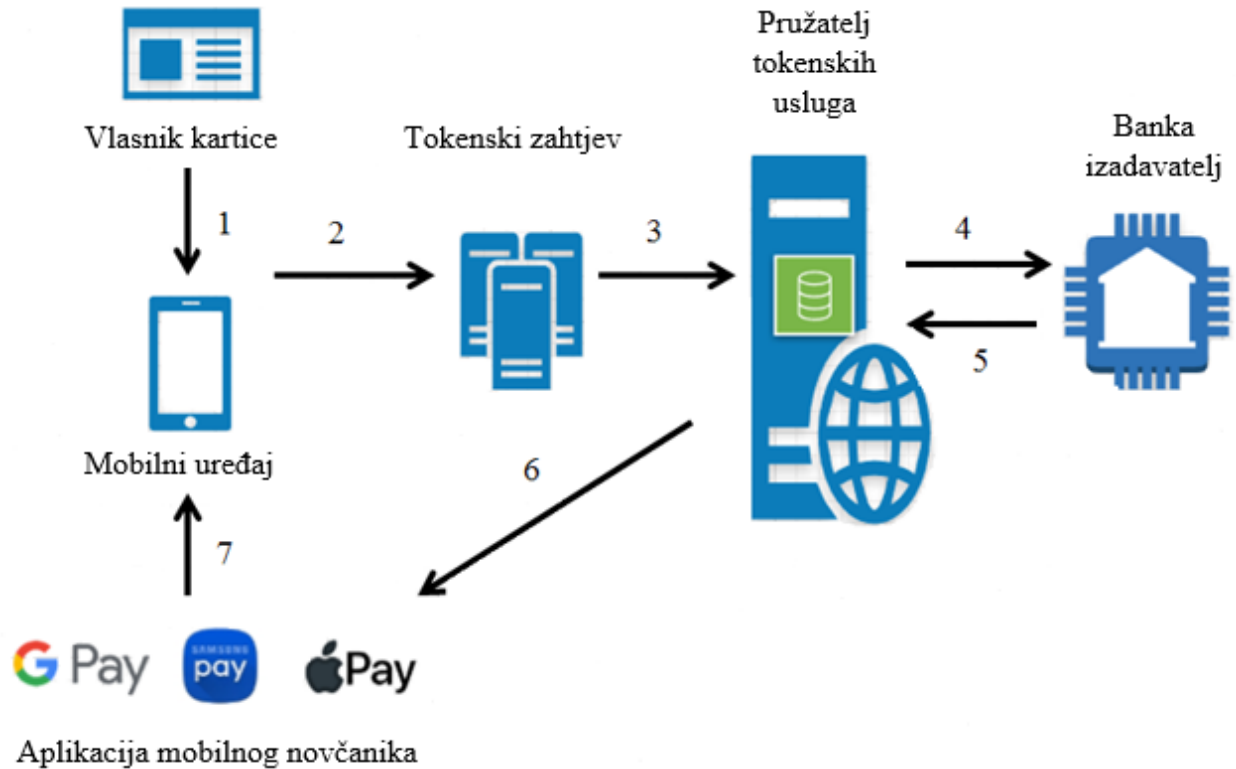 Pružatelj
tokenskih
usluga
Vlasnik kartice
Tokenski zahtjev
Banka
izadavatelj
1
2
3
4
5
Mobilni uređaj
6
7
G Pay
SAMSUNG
pay
Pay
Aplikacija mobilnog novčanika